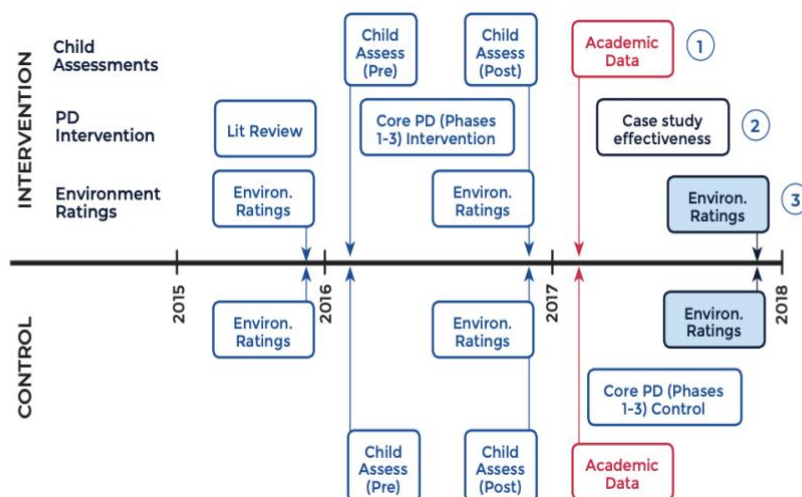 INTERVENTION
Child
Assessments
Child
Assess
(Pre)
Child
Assess
(Post)
Academic
Data
1
PD
Intervention
Lit Review
Core PD (Phases
1-3) Intervention
Case study
effectiveness
2
Environment
Ratings
Environ.
Ratings
Environ.
Ratings
Environ.
Ratings
3
2015
2016
2017
2018
CONTROL
Environ.
Ratings
Environ.
Ratings
Environ.
Ratings
Core PD (Phases
1-3) Control
Child
Assess
(Pre)
Child
Assess
(Post)
Academic
Data